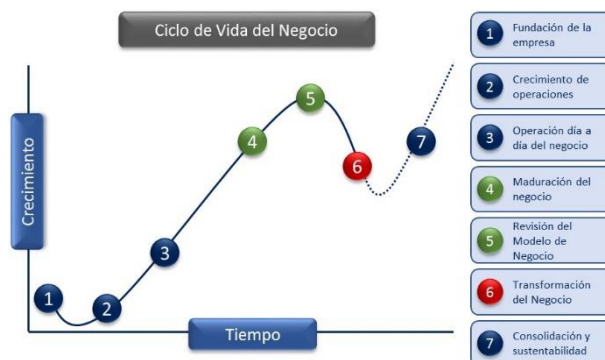 Ciclo de Vida del Negocio
Crecimiento
Tiempo
1
2
3
4
5
6
7
1
Fundación de la
empresa
2
Crecimiento de
operaciones
3
Operación día a
día del negocio
4
Maduración del
negocio
5
Revisión del
Modelo de
Negocio
6
Transformación
del Negocio
7
Consolidación y
sustentabilidad